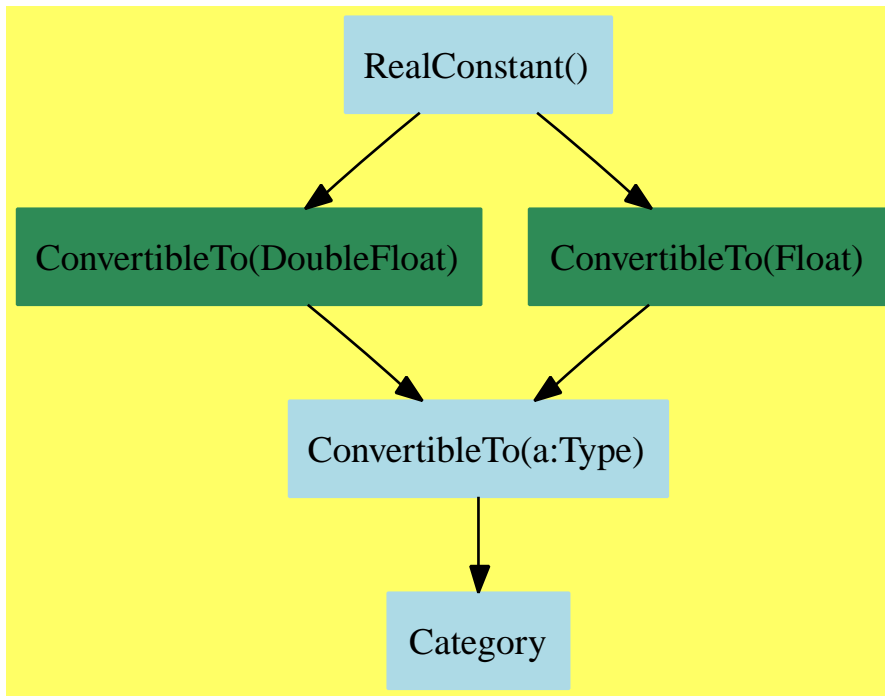 RealConstant()
ConvertibleTo(DoubleFloat)
ConvertibleTo(Float)
ConvertibleTo(a:Type)
Category